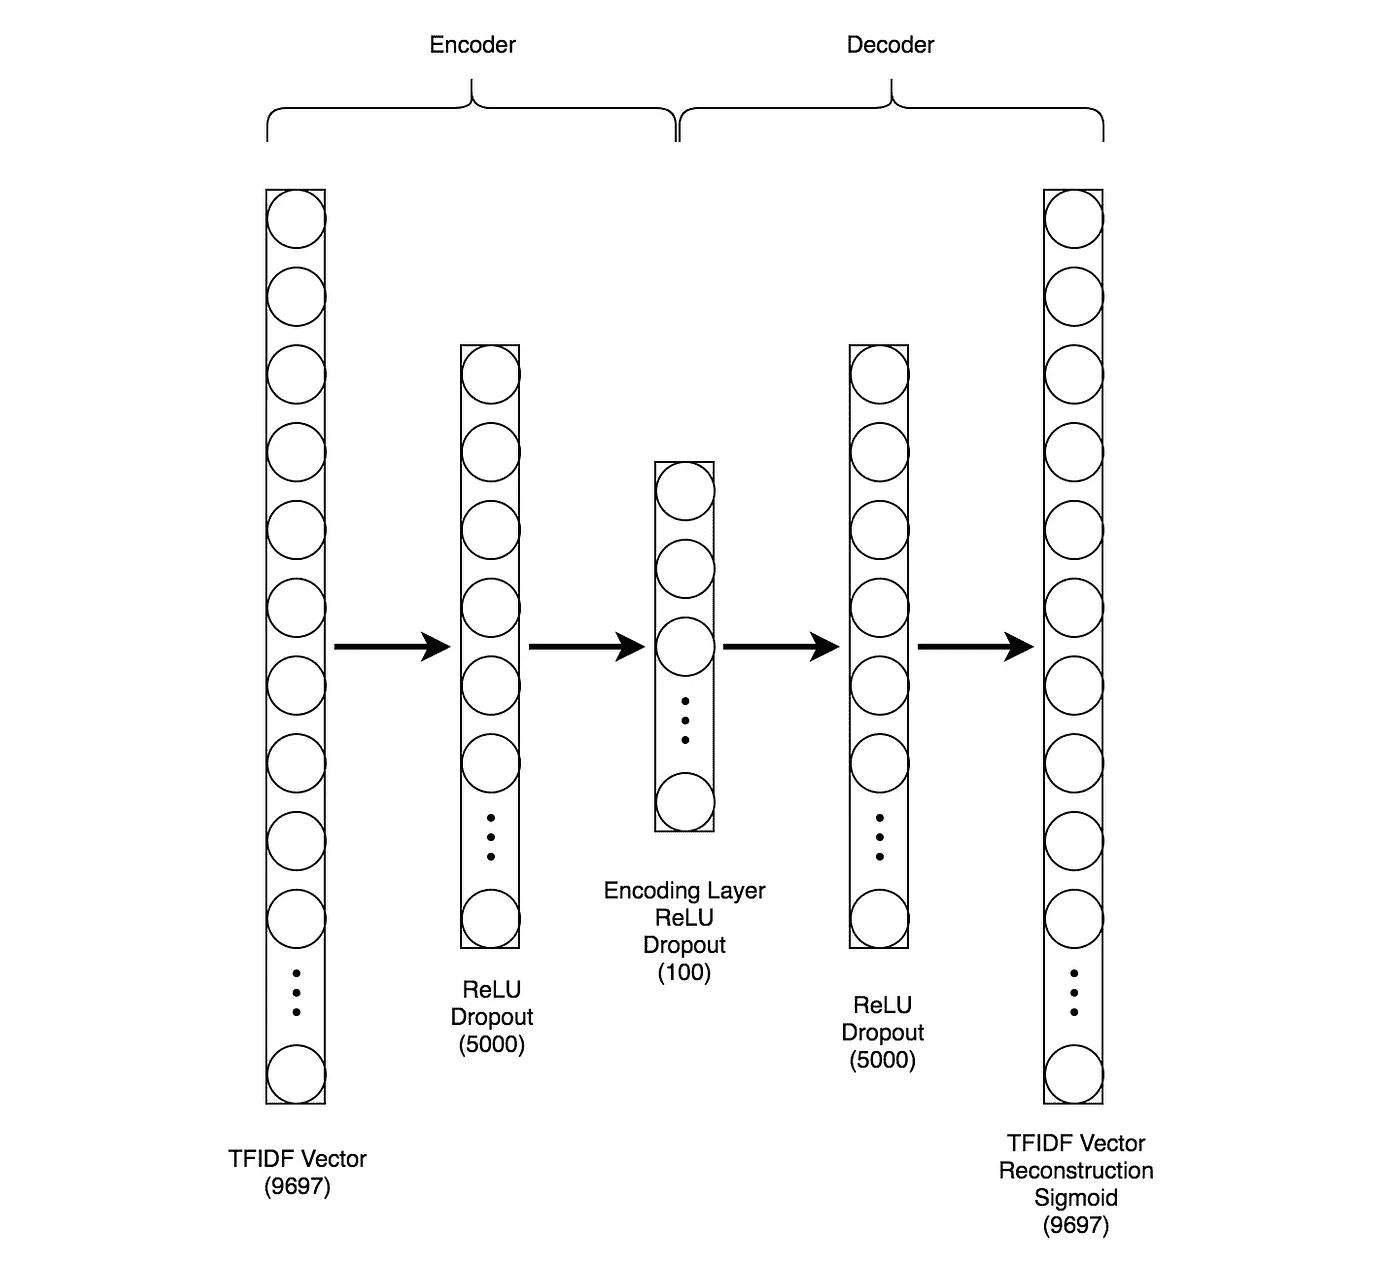 Encoder
Decoder
TFIDF Vector
(9697)
ReLU
Dropout
(5000)
Encoding Layer
ReLU
Dropout
(100)
ReLU
Dropout
(5000)
TFIDF Vector
Reconstruction
Sigmoid
(9697)